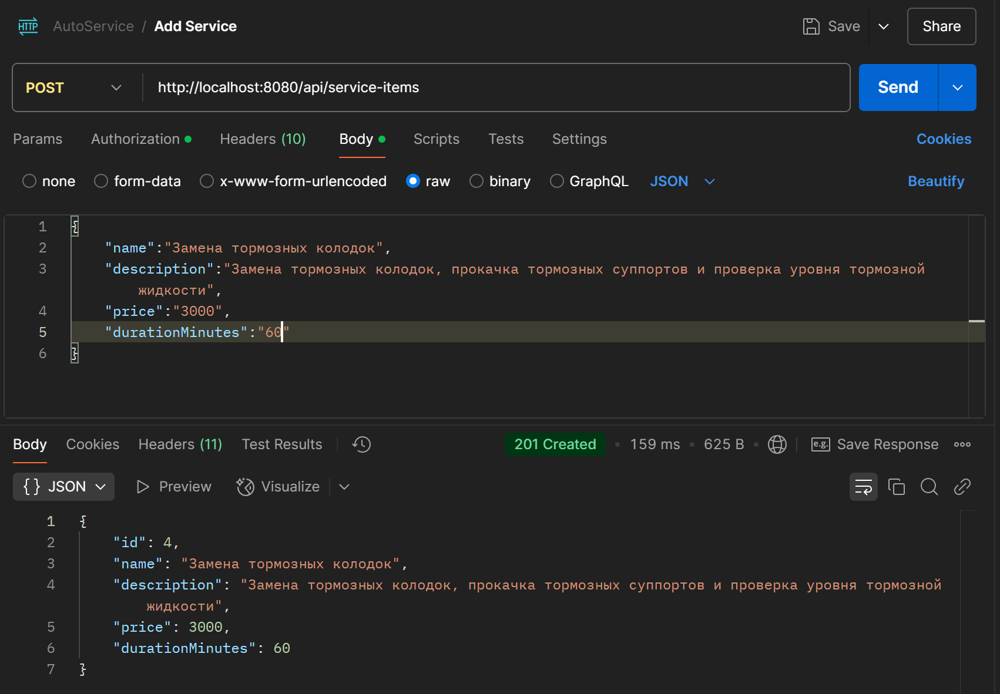 HTTP AutoService / Add Service Save Share
POST http://localhost:8080/api/service-items Send
Params Authorization Headers (10) Body Scripts Tests Settings Cookies
none form-data x-www-form-urlencoded raw binary GraphQL JSON Beautify
1 {
2 "name":"Замена тормозных колодок",
3 "description":"Замена тормозных колодок, прокачка тормозных суппортов и проверка уровня тормозной
жидкости",
4 "price":"3000",
5 "durationMinutes":"60"
6 }
Body Cookies Headers (11) Test Results 201 Created • 159 ms • 625 B • e.g. Save Response
{} JSON Preview Visualize
1 {
2 "id": 4,
3 "name": "Замена тормозных колодок",
4 "description": "Замена тормозных колодок, прокачка тормозных суппортов и проверка уровня тормозной
жидкости",
5 "price": 3000,
6 "durationMinutes": 60
7 }